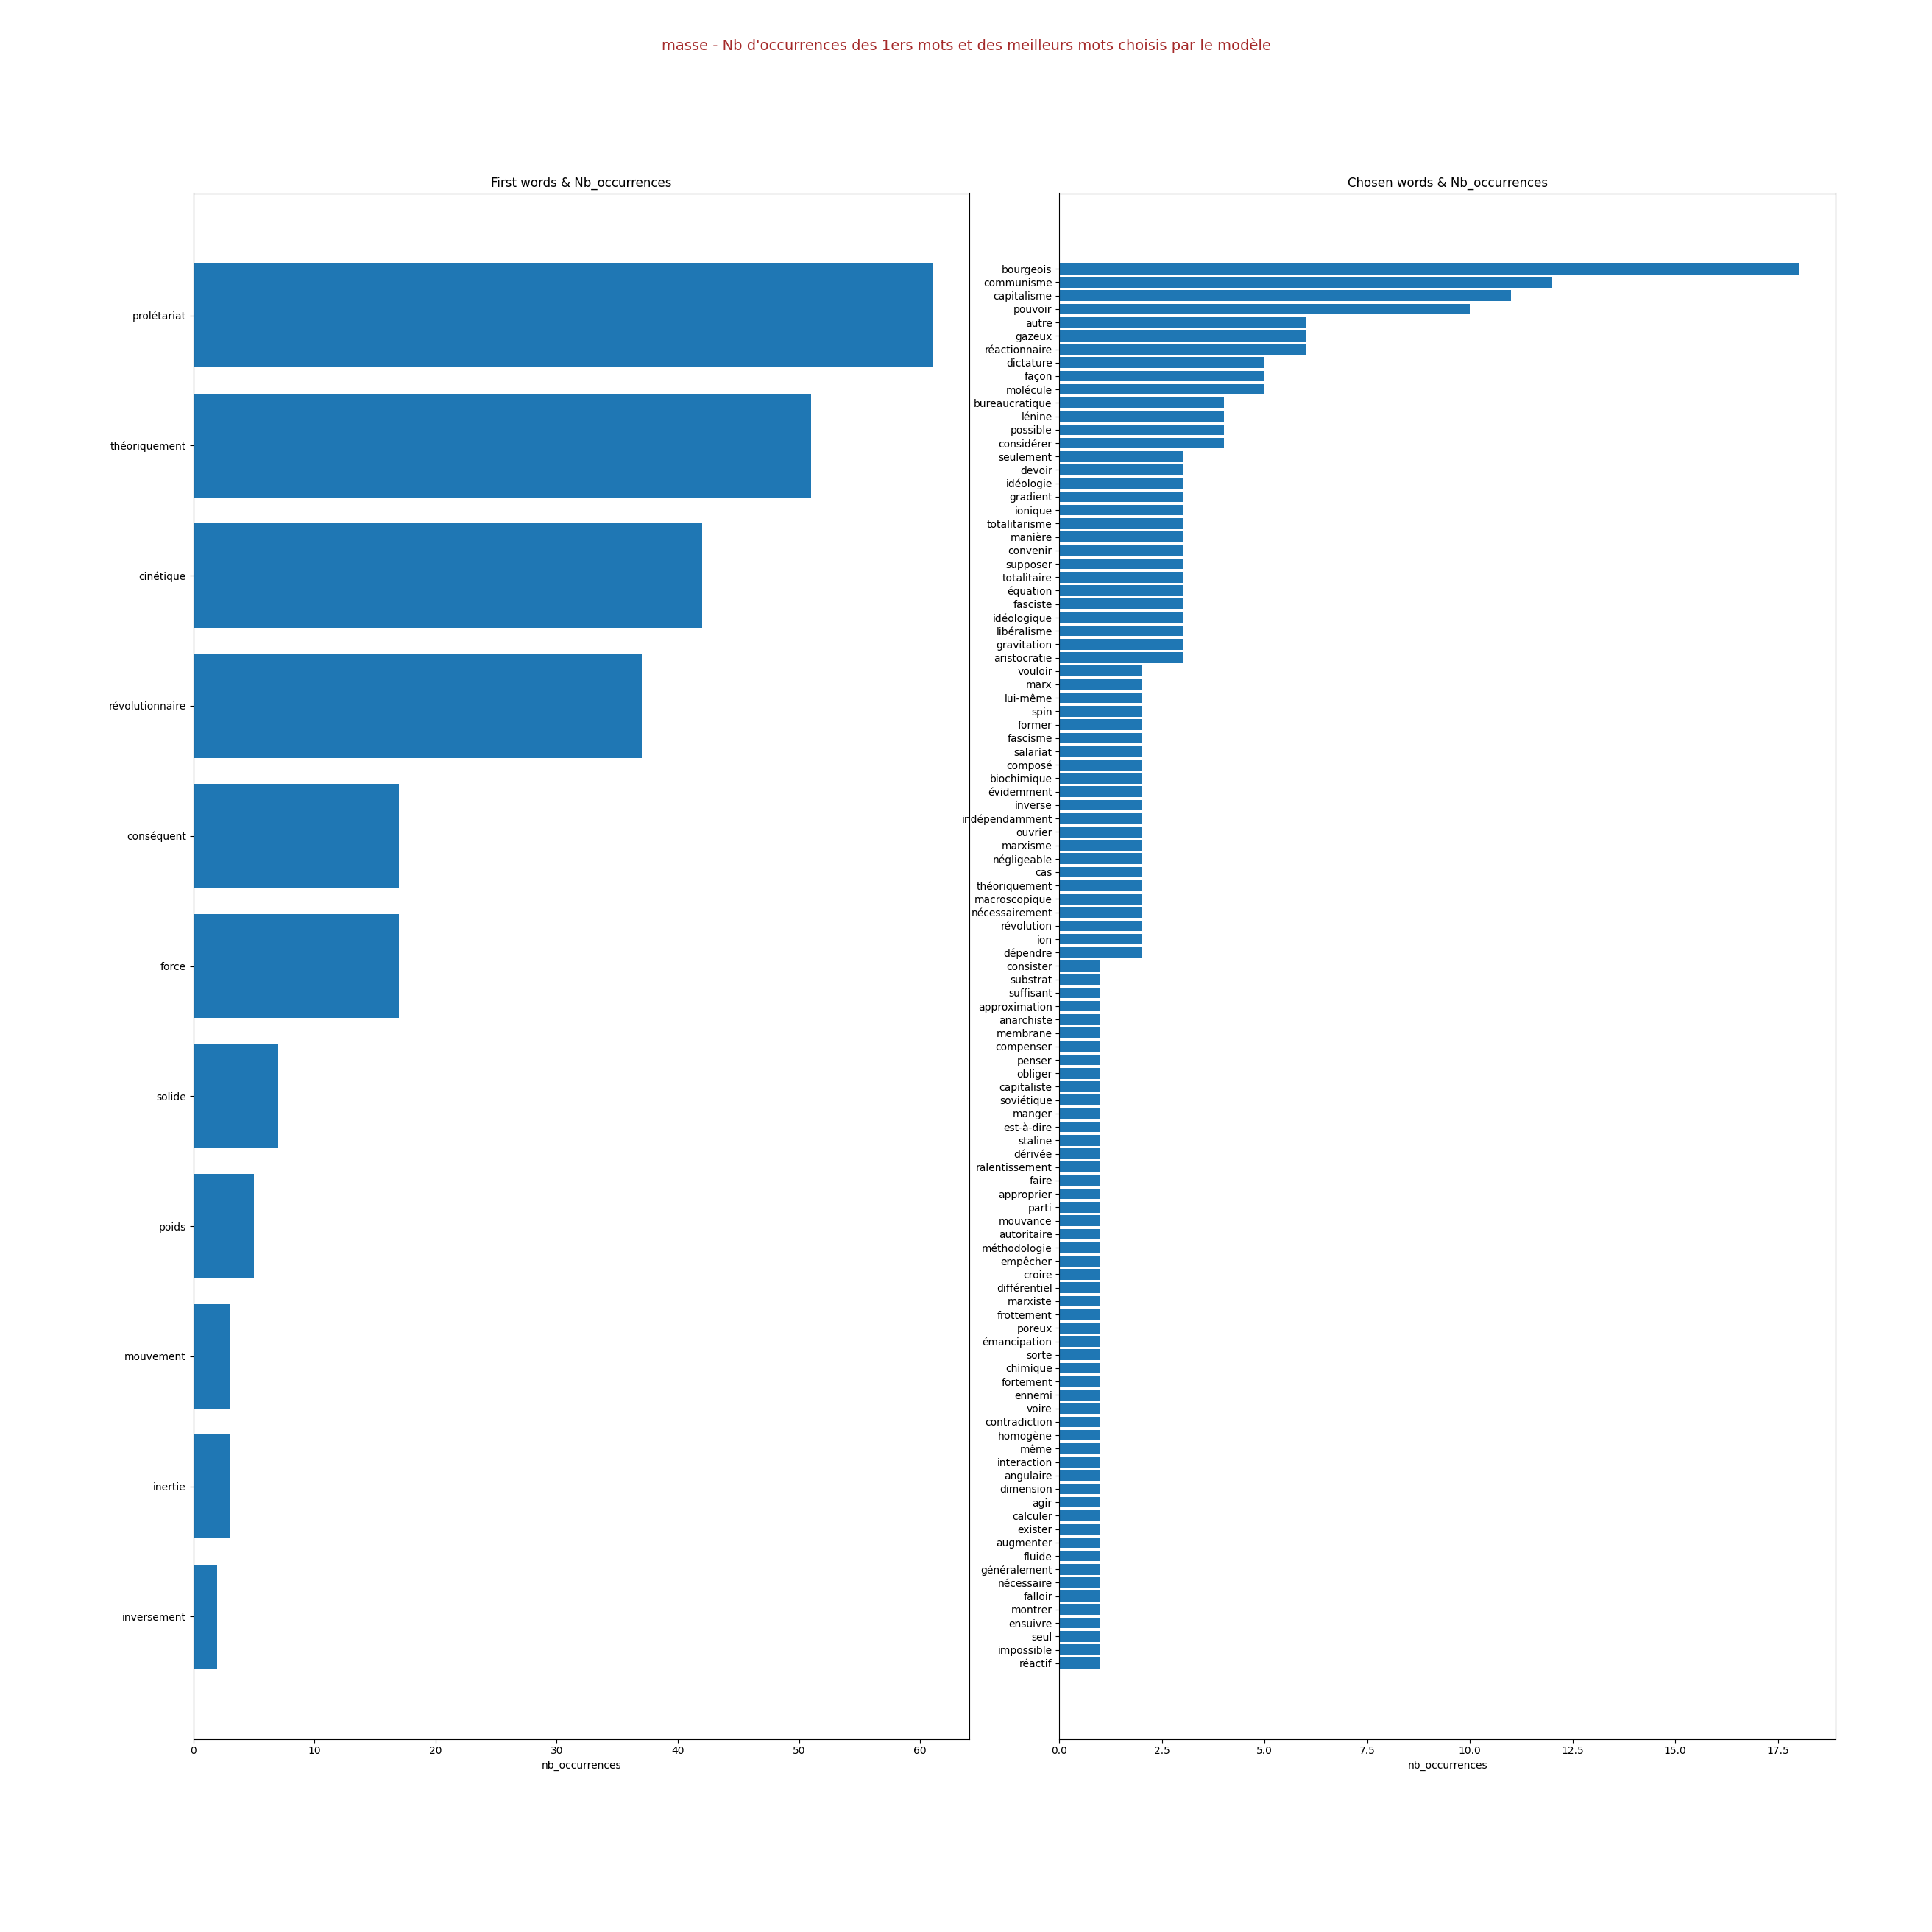 masse - Nb d'occurrences des 1ers mots et des meilleurs mots choisis par le modèle
First words & Nb_occurrences
prolétariat
théoriquement
cinétique
révolutionnaire
conséquent
force
solide
poids
mouvement
inertie
inversement
0 10 20 30 40 50 60
nb_occurrences
Chosen words & Nb_occurrences
bourgeois
communisme
capitalisme
pouvoir
autre
gazeux
réactionnaire
dictature
façon
molécule
bureaucratique
lénine
possible
considérer
seulement
devoir
idéologie
gradient
ionique
totalitarisme
manière
convenir
supposer
totalitaire
équation
fasciste
idéologique
libéralisme
gravitation
aristocratie
vouloir
marx
lui-même
spin
former
fascisme
salariat
composé
biochimique
évidemment
inverse
indépendamment
ouvrier
marxisme
négligeable
cas
théoriquement
macroscopique
nécessairement
révolution
ion
dépendre
consister
substrat
suffisant
approximation
anarchiste
membrane
compenser
penser
obliger
capitaliste
soviétique
manger
est-à-dire
staline
dérivée
ralentissement
faire
approprier
parti
mouvance
autoritaire
méthodologie
empêcher
croire
différentiel
marxiste
frottement
poreux
émancipation
sorte
chimique
fortement
ennemi
voire
contradiction
homogène
même
interaction
angulaire
dimension
agir
calculer
exister
augmenter
fluide
généralement
nécessaire
falloir
montrer
ensuivre
seul
impossible
réactif
0.0 2.5 5.0 7.5 10.0 12.5 15.0 17.5
nb_occurrences